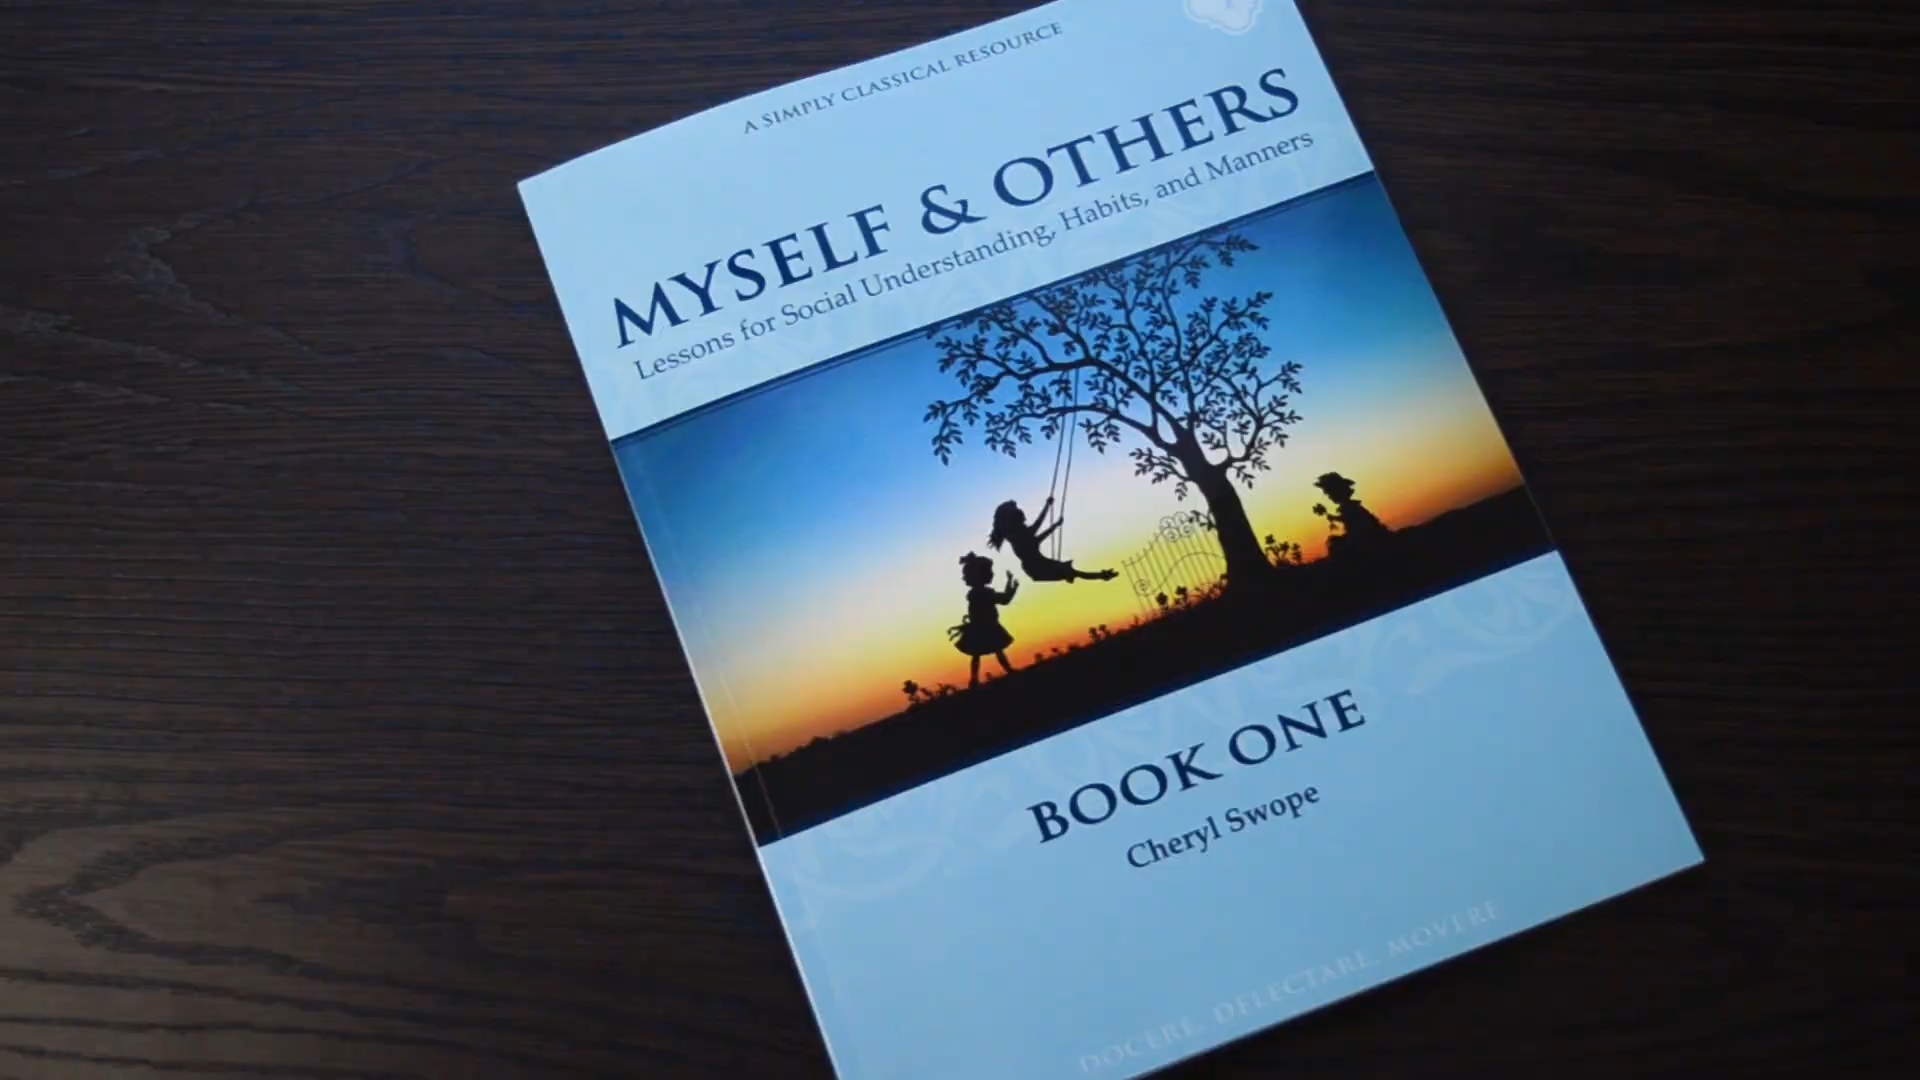 A SIMPLY CLASSICAL RESOURCE
MYSELF & OTHERS
Lessons for Social Understanding, Habits, and Manners
BOOK ONE
Cheryl Swope
DOCERE, DELECTARE, MOVERE